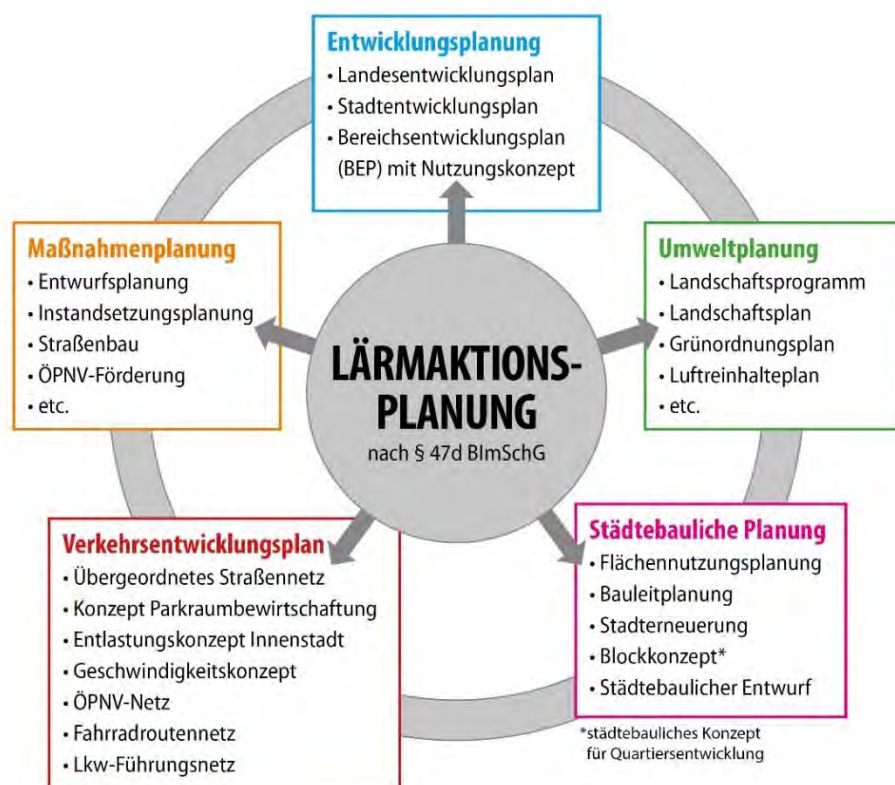 Entwicklungsplanung
• Landesentwicklungsplan
• Stadtentwicklungsplan
• Bereichsentwicklungsplan
(BEP) mit Nutzungskonzept
Maßnahmenplanung
• Entwurfsplanung
• Instandsetzungsplanung
• Straßenbau
• ÖPNV-Förderung
• etc.
Umweltplanung
• Landschaftsprogramm
• Landschaftsplan
• Grünordnungsplan
• Luftreinhalteplan
• etc.
LÄRMAKTIONS-
PLANUNG
nach § 47d BImSchG
Verkehrsentwicklungsplan
• Übergeordnetes Straßennetz
• Konzept Parkraumbewirtschaftung
• Entlastungskonzept Innenstadt
• Geschwindigkeitskonzept
• ÖPNV-Netz
• Fahrradroutennetz
• Lkw-Führungsnetz
Städtebauliche Planung
• Flächennutzungsplanung
• Bauleitplanung
• Stadterneuerung
• Blockkonzept*
• Städtebaulicher Entwurf
*städtebauliches Konzept
für Quartiersentwicklung